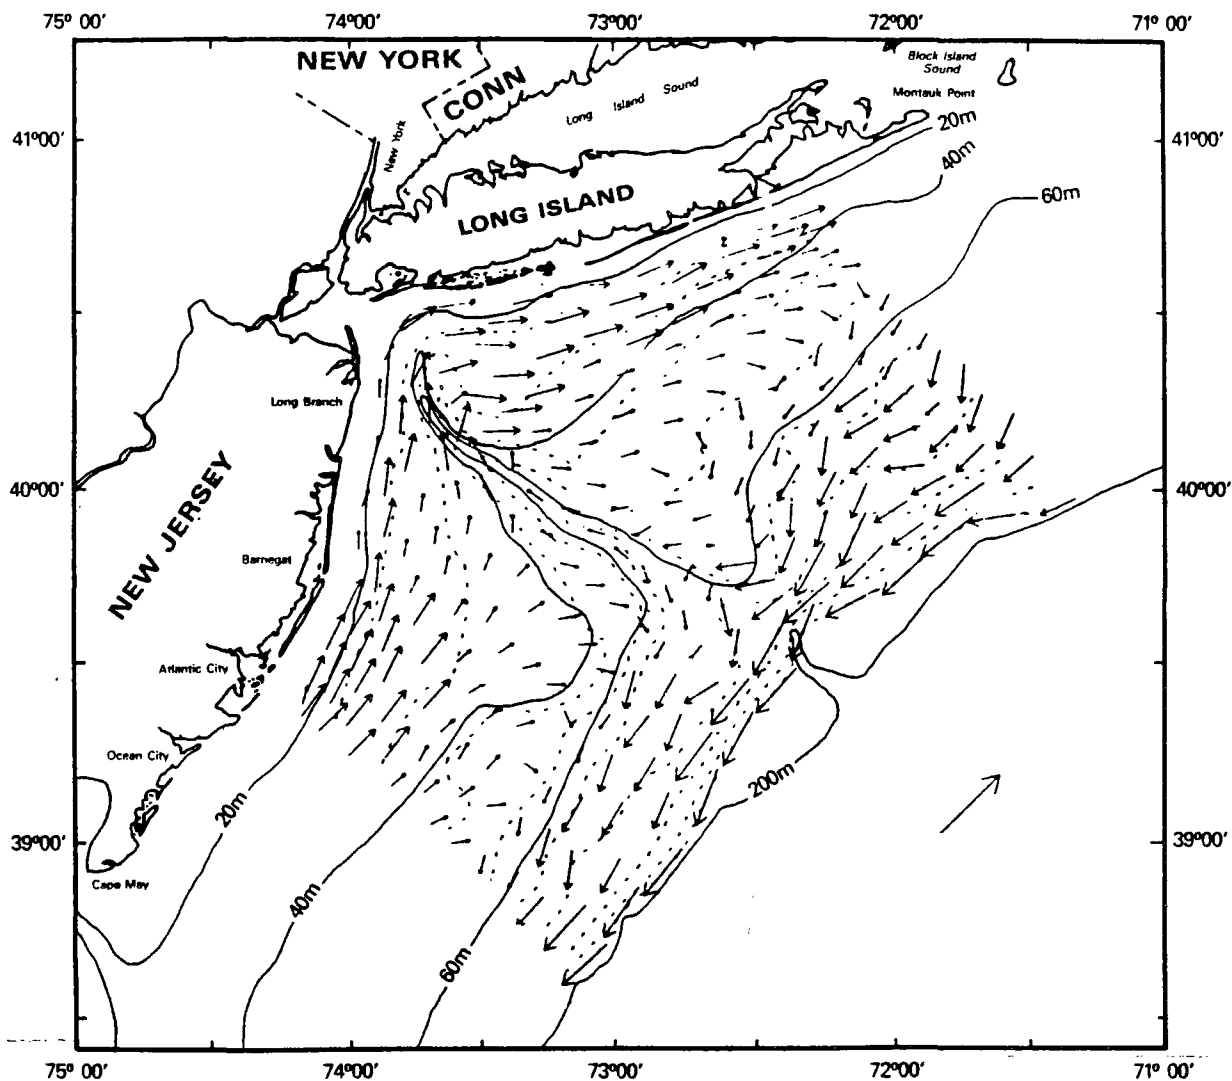 75° 00′ 74°00′ 73°00′ 72°00′ 71° 00′
NEW YORK
CONN
Block Island
Sound
Montauk Point
Long Island Sound
New York
20m
41°00′ 41°00′
40m
60m
LONG ISLAND
Long Branch
40°00′ 40°00′
NEW JERSEY
Barnegat
Atlantic City
Ocean City
20m
200m
39°00′ 39°00′
Cape May
40m
60m
75° 00′ 74°00′ 73°00′ 72°00′ 71° 00′